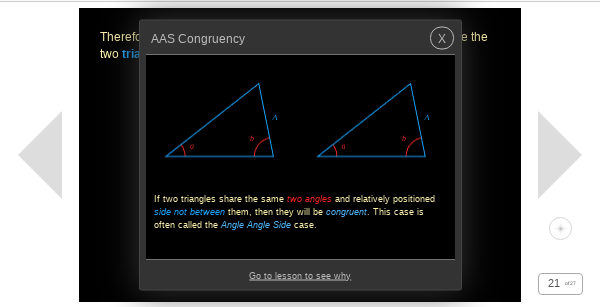 Therefo
e the
two tria
AAS Congruency
X
A
A
a
b
a
b
If two triangles share the same two angles and relatively positioned
side not between them, then they will be congruent. This case is
often called the Angle Angle Side case.
Go to lesson to see why
21 of 27